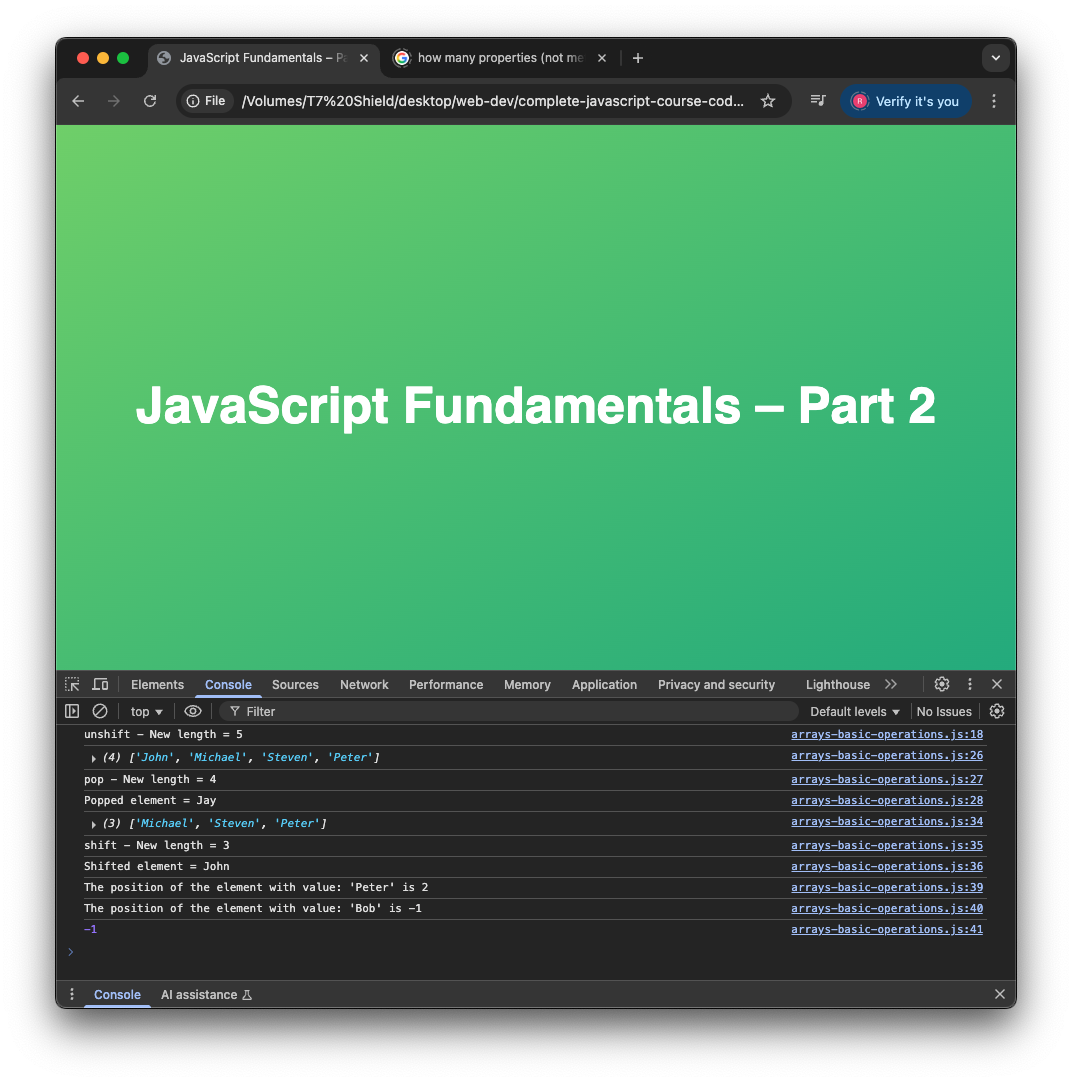 JavaScript Fundamentals – Pa
how many properties (not me
File /Volumes/T7%20Shield/desktop/web-dev/complete-javascript-course-cod... R Verify it's you
JavaScript Fundamentals – Part 2
Elements Console Sources Network Performance Memory Application Privacy and security Lighthouse
top Filter Default levels No Issues
unshift - New length = 5 arrays-basic-operations.js:18
(4) ['John', 'Michael', 'Steven', 'Peter'] arrays-basic-operations.js:26
pop - New length = 4 arrays-basic-operations.js:27
Popped element = Jay arrays-basic-operations.js:28
(3) ['Michael', 'Steven', 'Peter'] arrays-basic-operations.js:34
shift - New length = 3 arrays-basic-operations.js:35
Shifted element = John arrays-basic-operations.js:36
The position of the element with value: 'Peter' is 2 arrays-basic-operations.js:39
The position of the element with value: 'Bob' is -1 arrays-basic-operations.js:40
-1 arrays-basic-operations.js:41
Console AI assistance